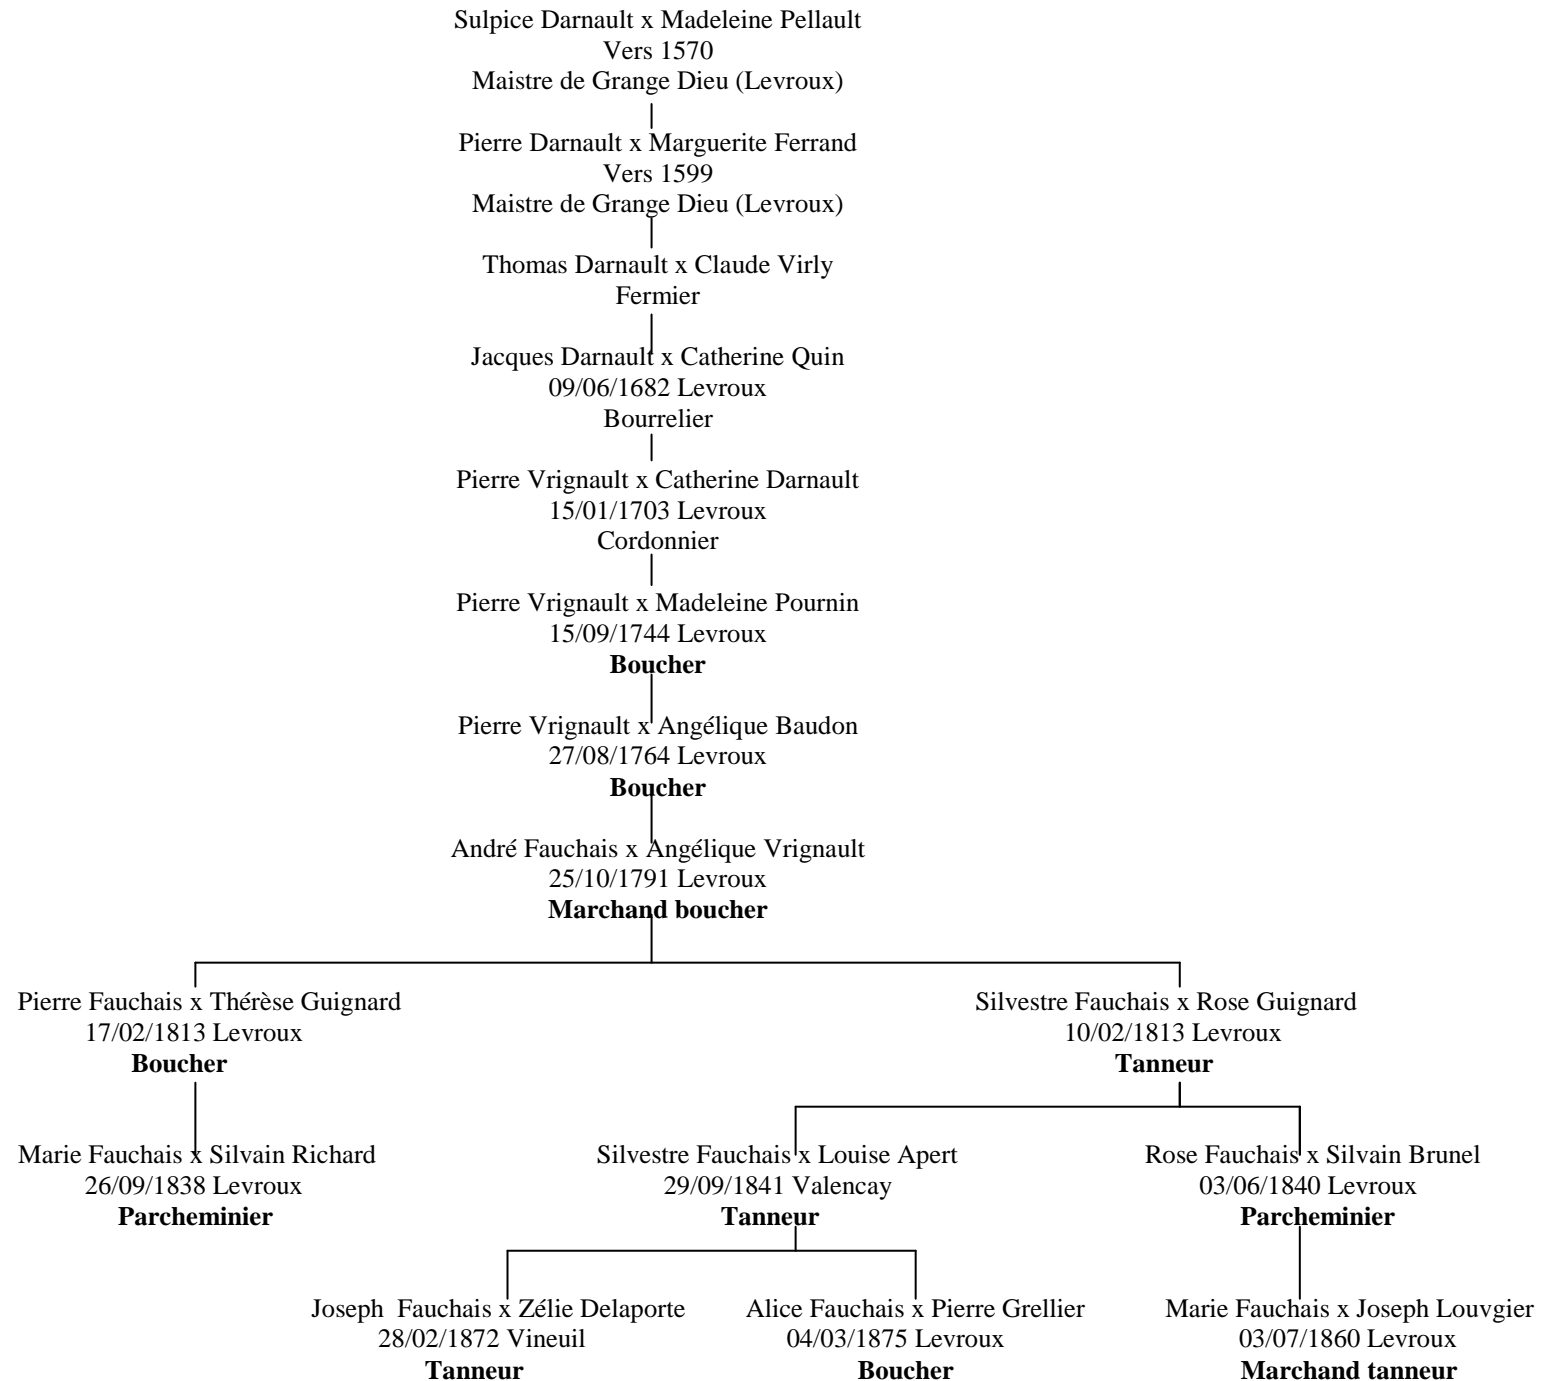 Sulpice Darnault x Madeleine Pellault
Vers 1570
Maistre de Grange Dieu (Levroux)
Pierre Darnault x Marguerite Ferrand
Vers 1599
Maistre de Grange Dieu (Levroux)
Thomas Darnault x Claude Virly
Fermier
Jacques Darnault x Catherine Quin
09/06/1682 Levroux
Bourrelier
Pierre Vrignault x Catherine Darnault
15/01/1703 Levroux
Cordonnier
Pierre Vrignault x Madeleine Pournin
15/09/1744 Levroux
Boucher
Pierre Vrignault x Angélique Baudon
27/08/1764 Levroux
Boucher
André Fauchais x Angélique Vrignault
25/10/1791 Levroux
Marchand boucher
Pierre Fauchais x Thérèse Guignard
17/02/1813 Levroux
Boucher
Silvestre Fauchais x Rose Guignard
10/02/1813 Levroux
Tanneur
Marie Fauchais x Silvain Richard
26/09/1838 Levroux
Parcheminier
Silvestre Fauchais x Louise Apert
29/09/1841 Valencay
Tanneur
Rose Fauchais x Silvain Brunel
03/06/1840 Levroux
Parcheminier
Joseph  Fauchais x Zélie Delaporte
28/02/1872 Vineuil
Tanneur
Alice Fauchais x Pierre Grellier
04/03/1875 Levroux
Boucher
Marie Fauchais x Joseph Louvgier
03/07/1860 Levroux
Marchand tanneur